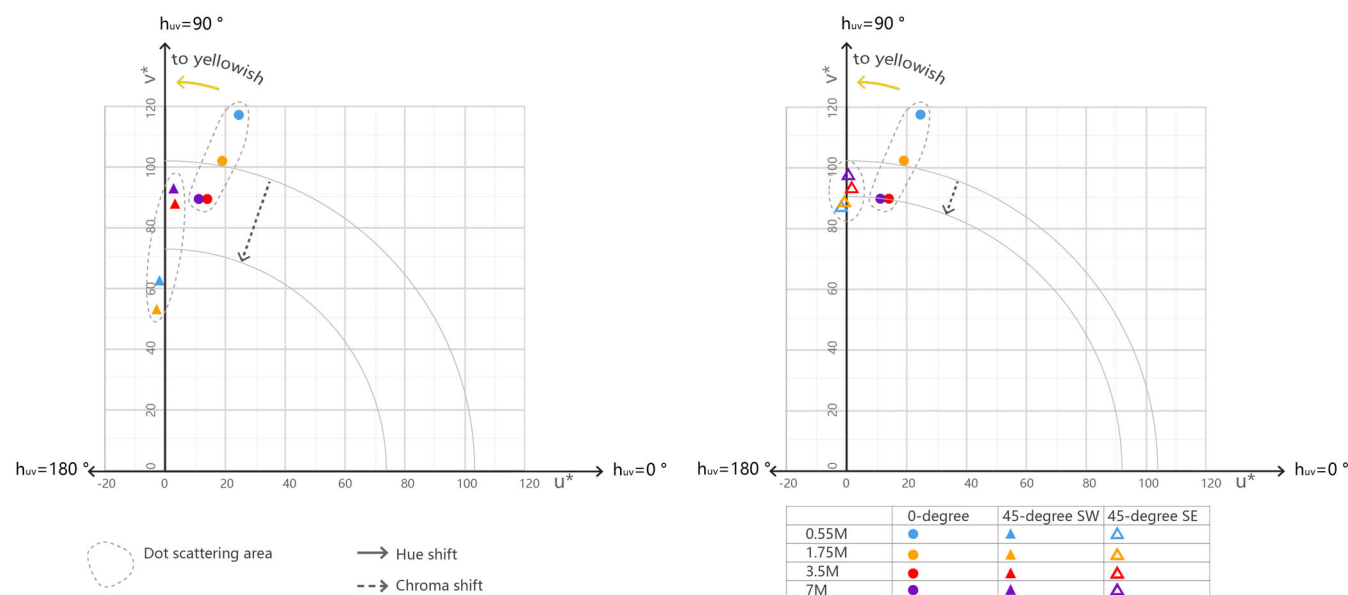 huv=90 °
to yellowish
v*
120
100
80
60
40
20
0
huv=180 °
huv=0 °
-20 0 20 40 60 80 100 120
u*
huv=90 °
to yellowish
v*
120
100
80
60
40
20
0
huv=180 °
huv=0 °
-20 0 20 40 60 80 100 120
u*
Dot scattering area
Hue shift
Chroma shift
0-degree 45-degree SW 45-degree SE
0.55M
1.75M
3.5M
7M